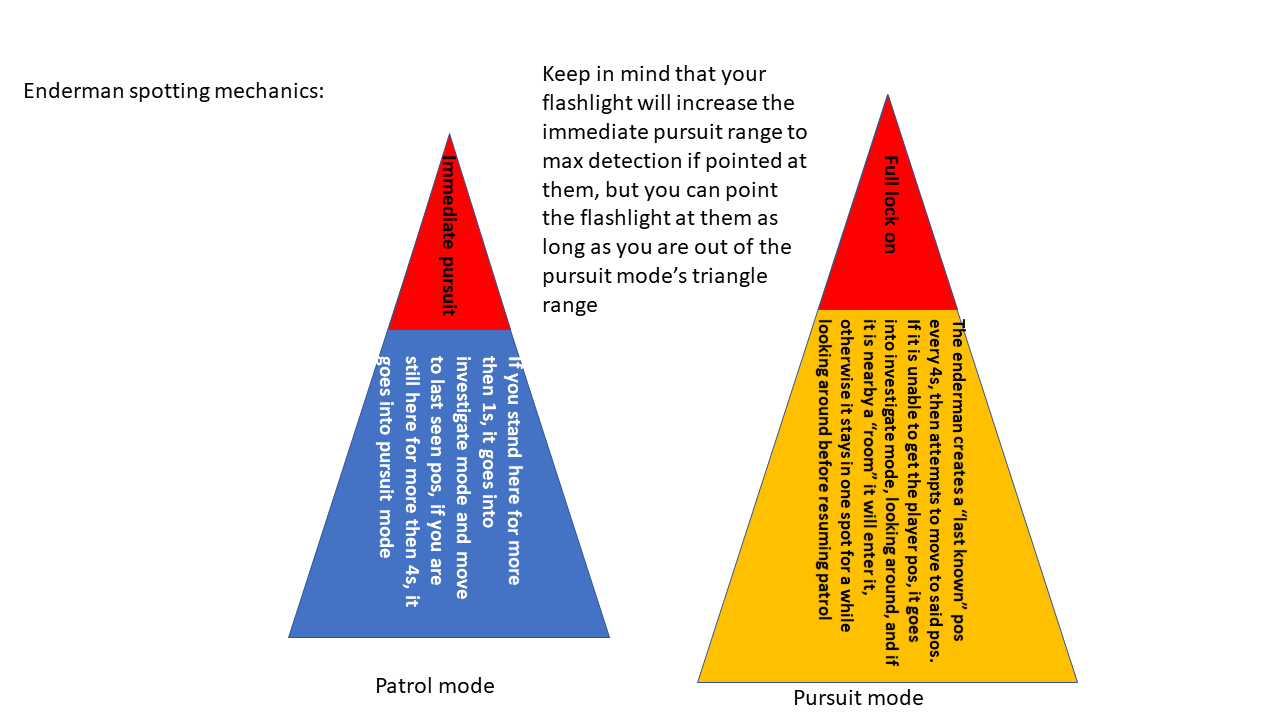 Enderman spotting mechanics:
Keep in mind that your
flashlight will increase the
immediate pursuit range to
max detection if pointed at
them, but you can point
the flashlight at them as
long as you are out of the
pursuit mode’s triangle
range
Immediate pursuit
If you stand here for more
then 1s, it goes into
investigate mode and move
to last seen pos, if you are
still here for more then 4s, it
goes into pursuit mode
Patrol mode
Full lock on
The enderman creates a “last known” pos
every 4s, then attempts to move to said pos.
If it is unable to get the player pos, it goes
into investigate mode, looking around, and if
it is nearby a “room” it will enter it,
otherwise it stays in one spot for a while
looking around before resuming patrol
Pursuit mode